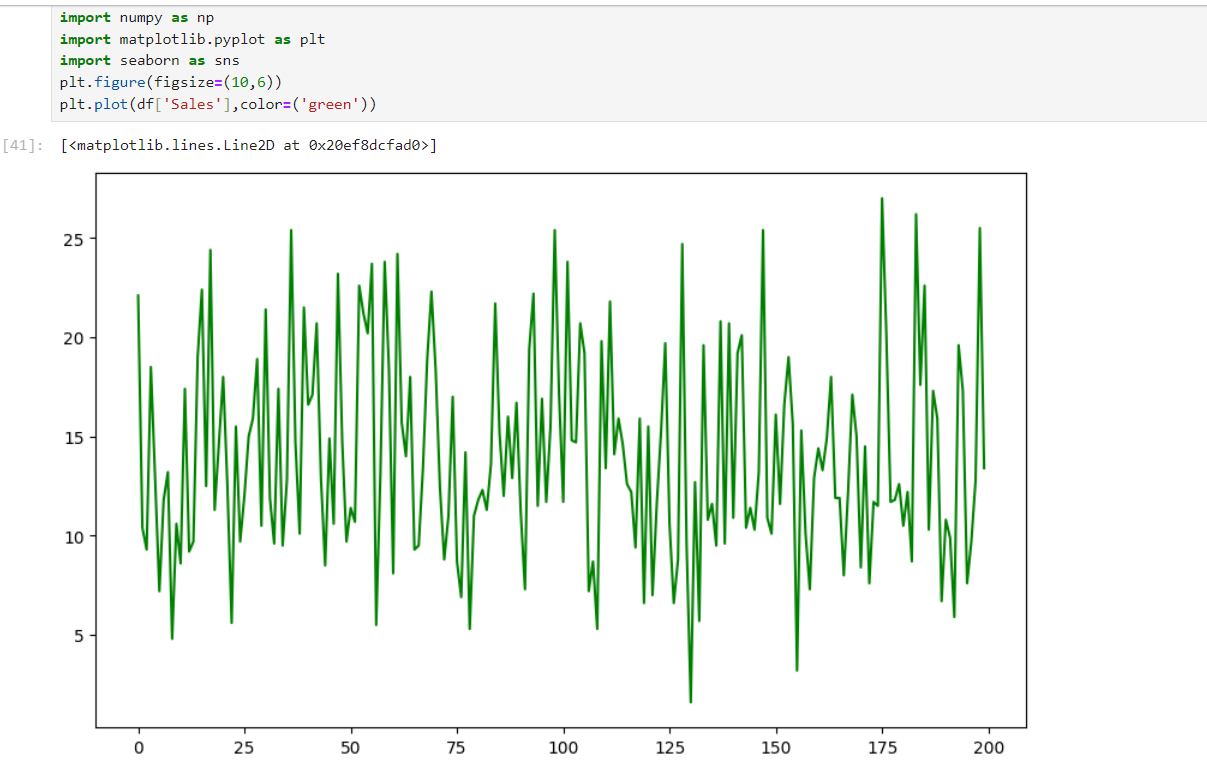 import numpy as np
import matplotlib.pyplot as plt
import seaborn as sns
plt.figure(figsize=(10,6))
plt.plot(df['Sales'],color=('green'))
[41]: [<matplotlib.lines.Line2D at 0x20ef8dcfad0>]
25
20
15
10
5
0 25 50 75 100 125 150 175 200